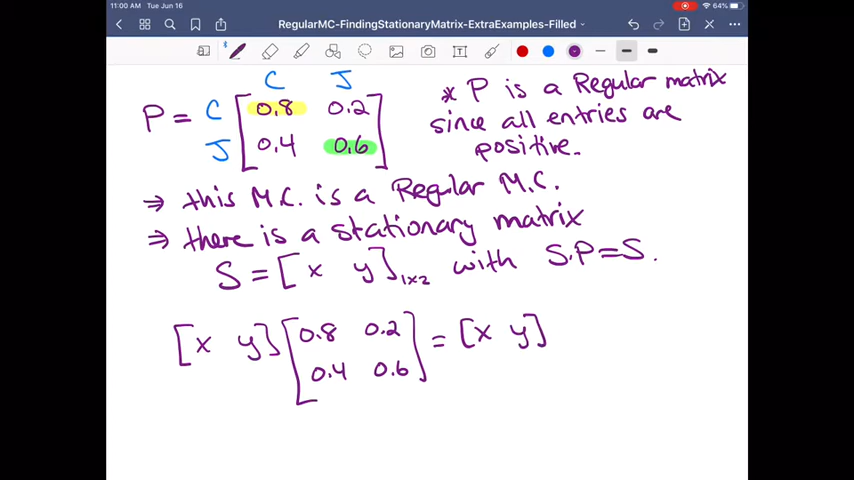 11:00 AM Tue Jun 16
64%
RegularMC-FindingStationaryMatrix-ExtraExamples-Filled
C J
P = C [ 0.8 0.2
J 0.4 0.6 ]
* P is a Regular matrix
since all entries are
positive.
⇒ this M.C. is a Regular M.C.
⇒ there is a stationary matrix
S = [ x y ]1x2 with S.P=S.
[ x y ] [ 0.8 0.2
0.4 0.6 ] = [ x y ]